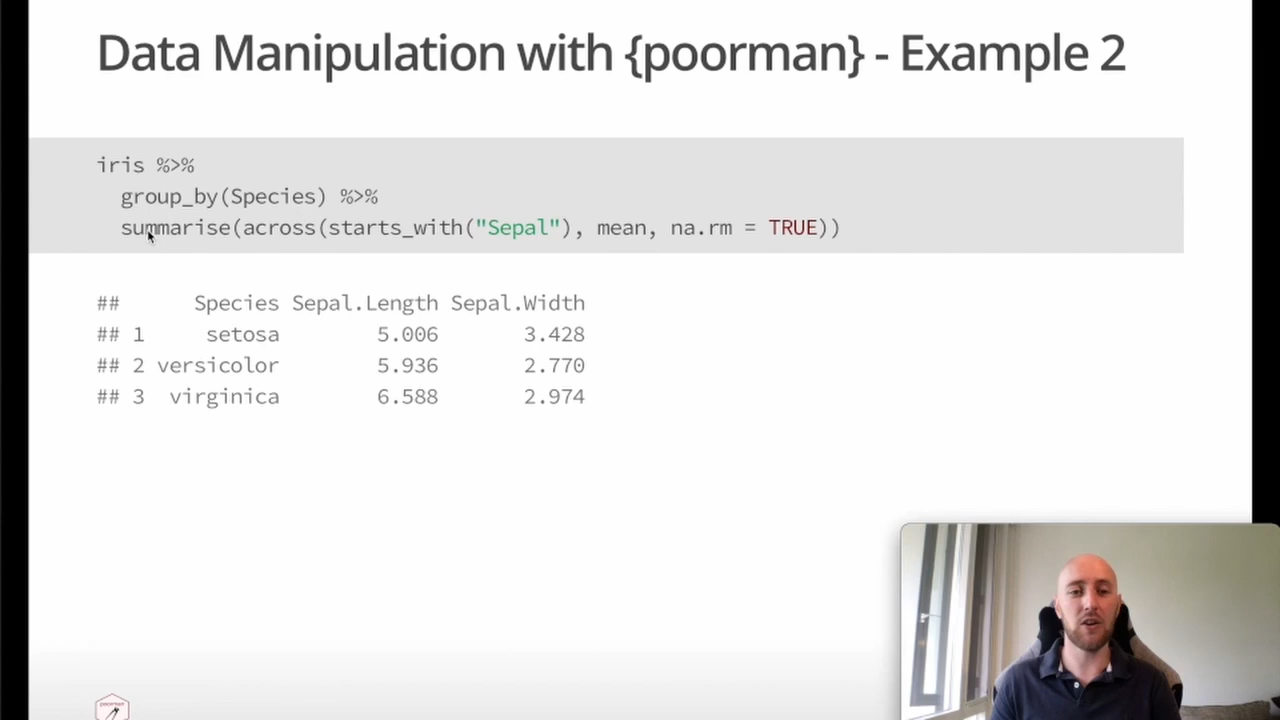 Data Manipulation with {poorman} - Example 2
iris %>%
  group_by(Species) %>%
  summarise(across(starts_with("Sepal"), mean, na.rm = TRUE))
##      Species Sepal.Length Sepal.Width
## 1     setosa        5.006       3.428
## 2 versicolor        5.936       2.770
## 3  virginica        6.588       2.974
poorman